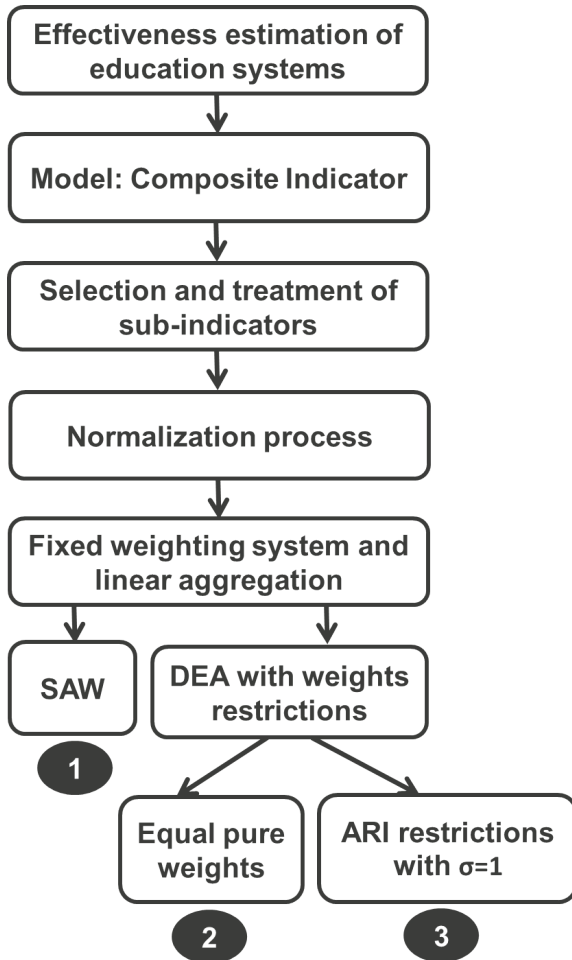 Effectiveness estimation of
education systems
Model: Composite Indicator
Selection and treatment of
sub-indicators
Normalization process
Fixed weighting system and
linear aggregation
SAW
DEA with weights
restrictions
1
Equal pure
weights
ARI restrictions
with σ=1
2
3